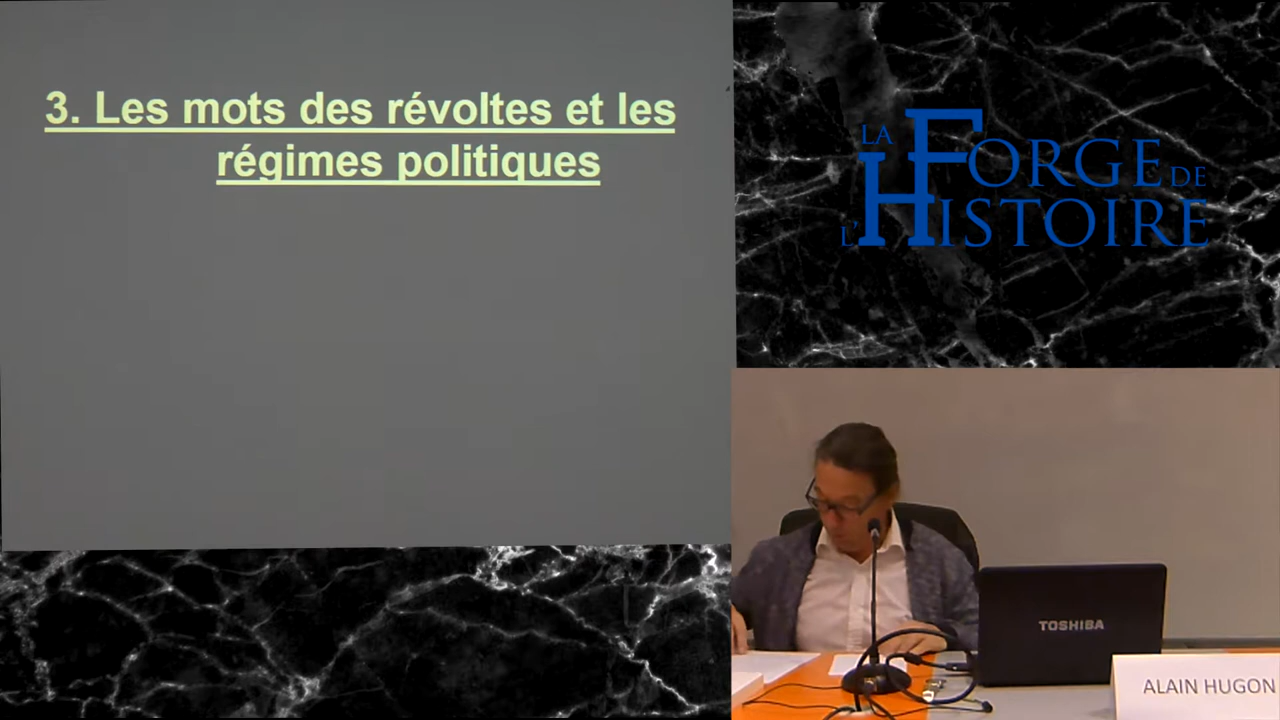 3. Les mots des révoltes et les
régimes politiques
LA FORGE DE
L'HISTOIRE
TOSHIBA
ALAIN HUGON